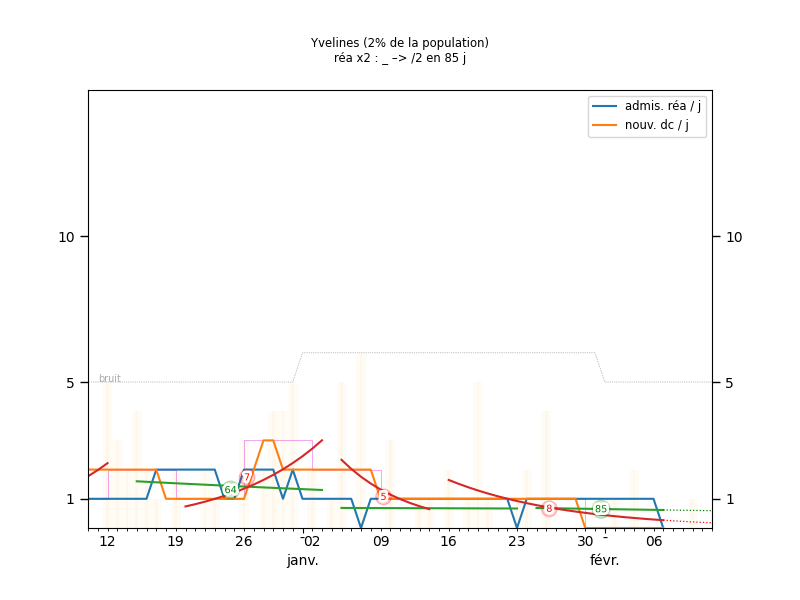 Yvelines (2% de la population)
réa x2 : _ –> /2 en 85 j
admis. réa / j
nouv. dc / j
10
10
bruit
5
5
64
7
5
8
85
1
1
12
19
26
02
09
16
23
30
06
janv.
févr.